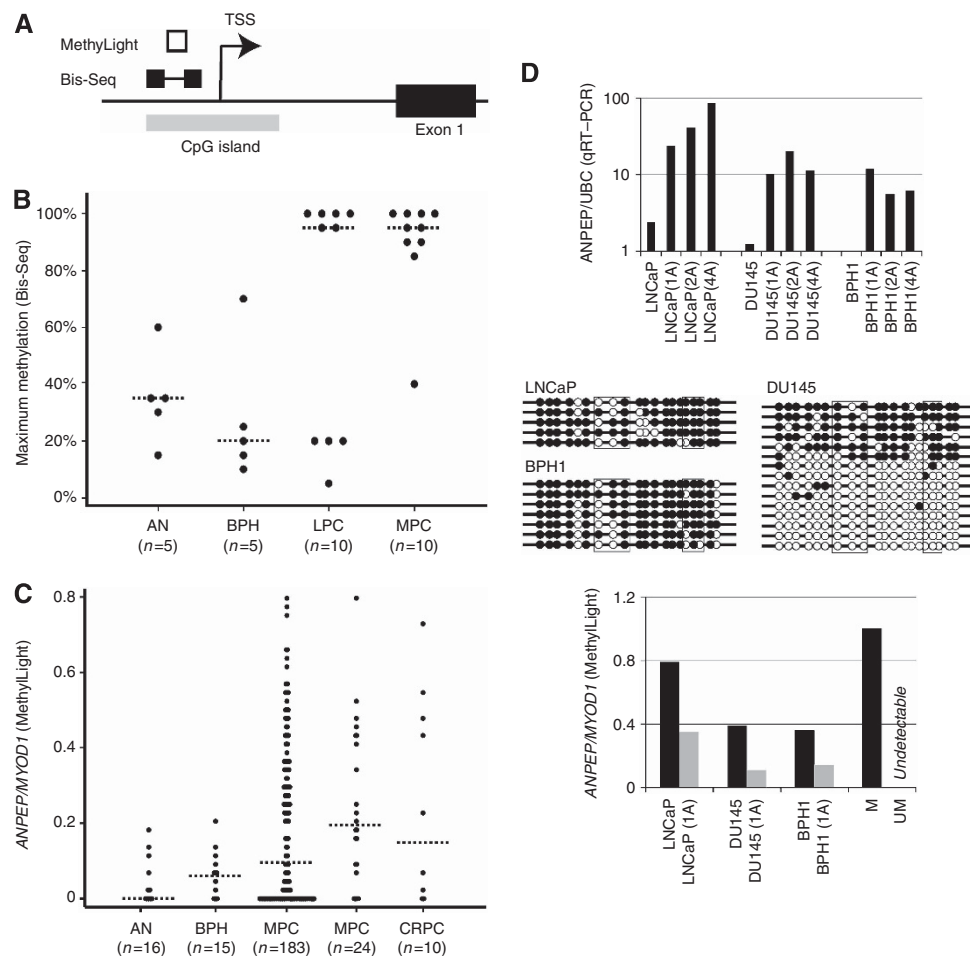 A
TSS
MethyLight
Bis-Seq
Exon 1
CpG island
B
Maximum methylation (Bis-Seq)
100%
80%
60%
40%
20%
0%
AN
(n=5)
BPH
(n=5)
LPC
(n=10)
MPC
(n=10)
C
ANPEP/MYOD1 (MethylLight)
0.8
0.6
0.4
0.2
0
AN
(n=16)
BPH
(n=15)
MPC
(n=183)
MPC
(n=24)
CRPC
(n=10)
D
ANPEP/UBC (qRT–PCR)
100
10
1
LNCaP
LNCaP(1A)
LNCaP(2A)
LNCaP(4A)
DU145
DU145(1A)
DU145(2A)
DU145(4A)
BPH1
BPH1(1A)
BPH1(2A)
BPH1(4A)
LNCaP
DU145
BPH1
ANPEP/MYOD1 (MethylLight)
1.2
0.8
0.4
0
LNCaP
LNCaP (1A)
DU145
DU145 (1A)
BPH1
BPH1 (1A)
M
UM
Undetectable